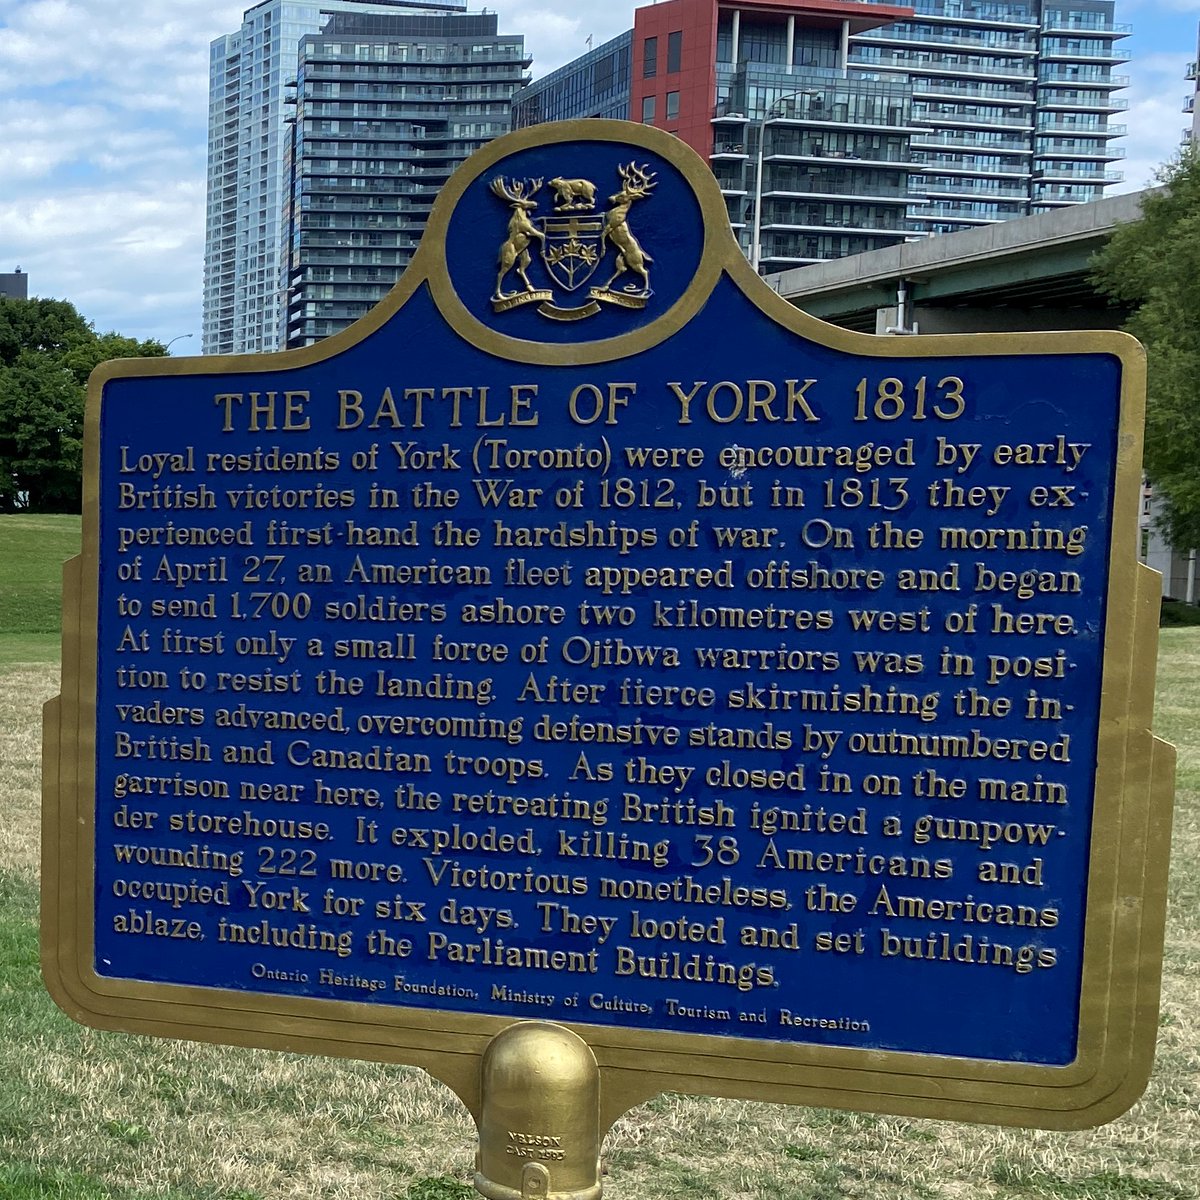 THE BATTLE OF YORK 1813
Loyal residents of York (Toronto) were encouraged by early
British victories in the War of 1812, but in 1813 they ex-
perienced first-hand the hardships of war. On the morning
of April 27, an American fleet appeared offshore and began
to send 1,700 soldiers ashore two kilometres west of here.
At first only a small force of Ojibwa warriors was in posi-
tion to resist the landing. After fierce skirmishing the in-
vaders advanced, overcoming defensive stands by outnumbered
British and Canadian troops. As they closed in on the main
garrison near here, the retreating British ignited a gunpow-
der storehouse. It exploded, killing 38 Americans and
wounding 222 more. Victorious nonetheless, the Americans
occupied York for six days. They looted and set buildings
ablaze, including the Parliament Buildings.
Ontario Heritage Foundation, Ministry of Culture, Tourism and Recreation
NELSON